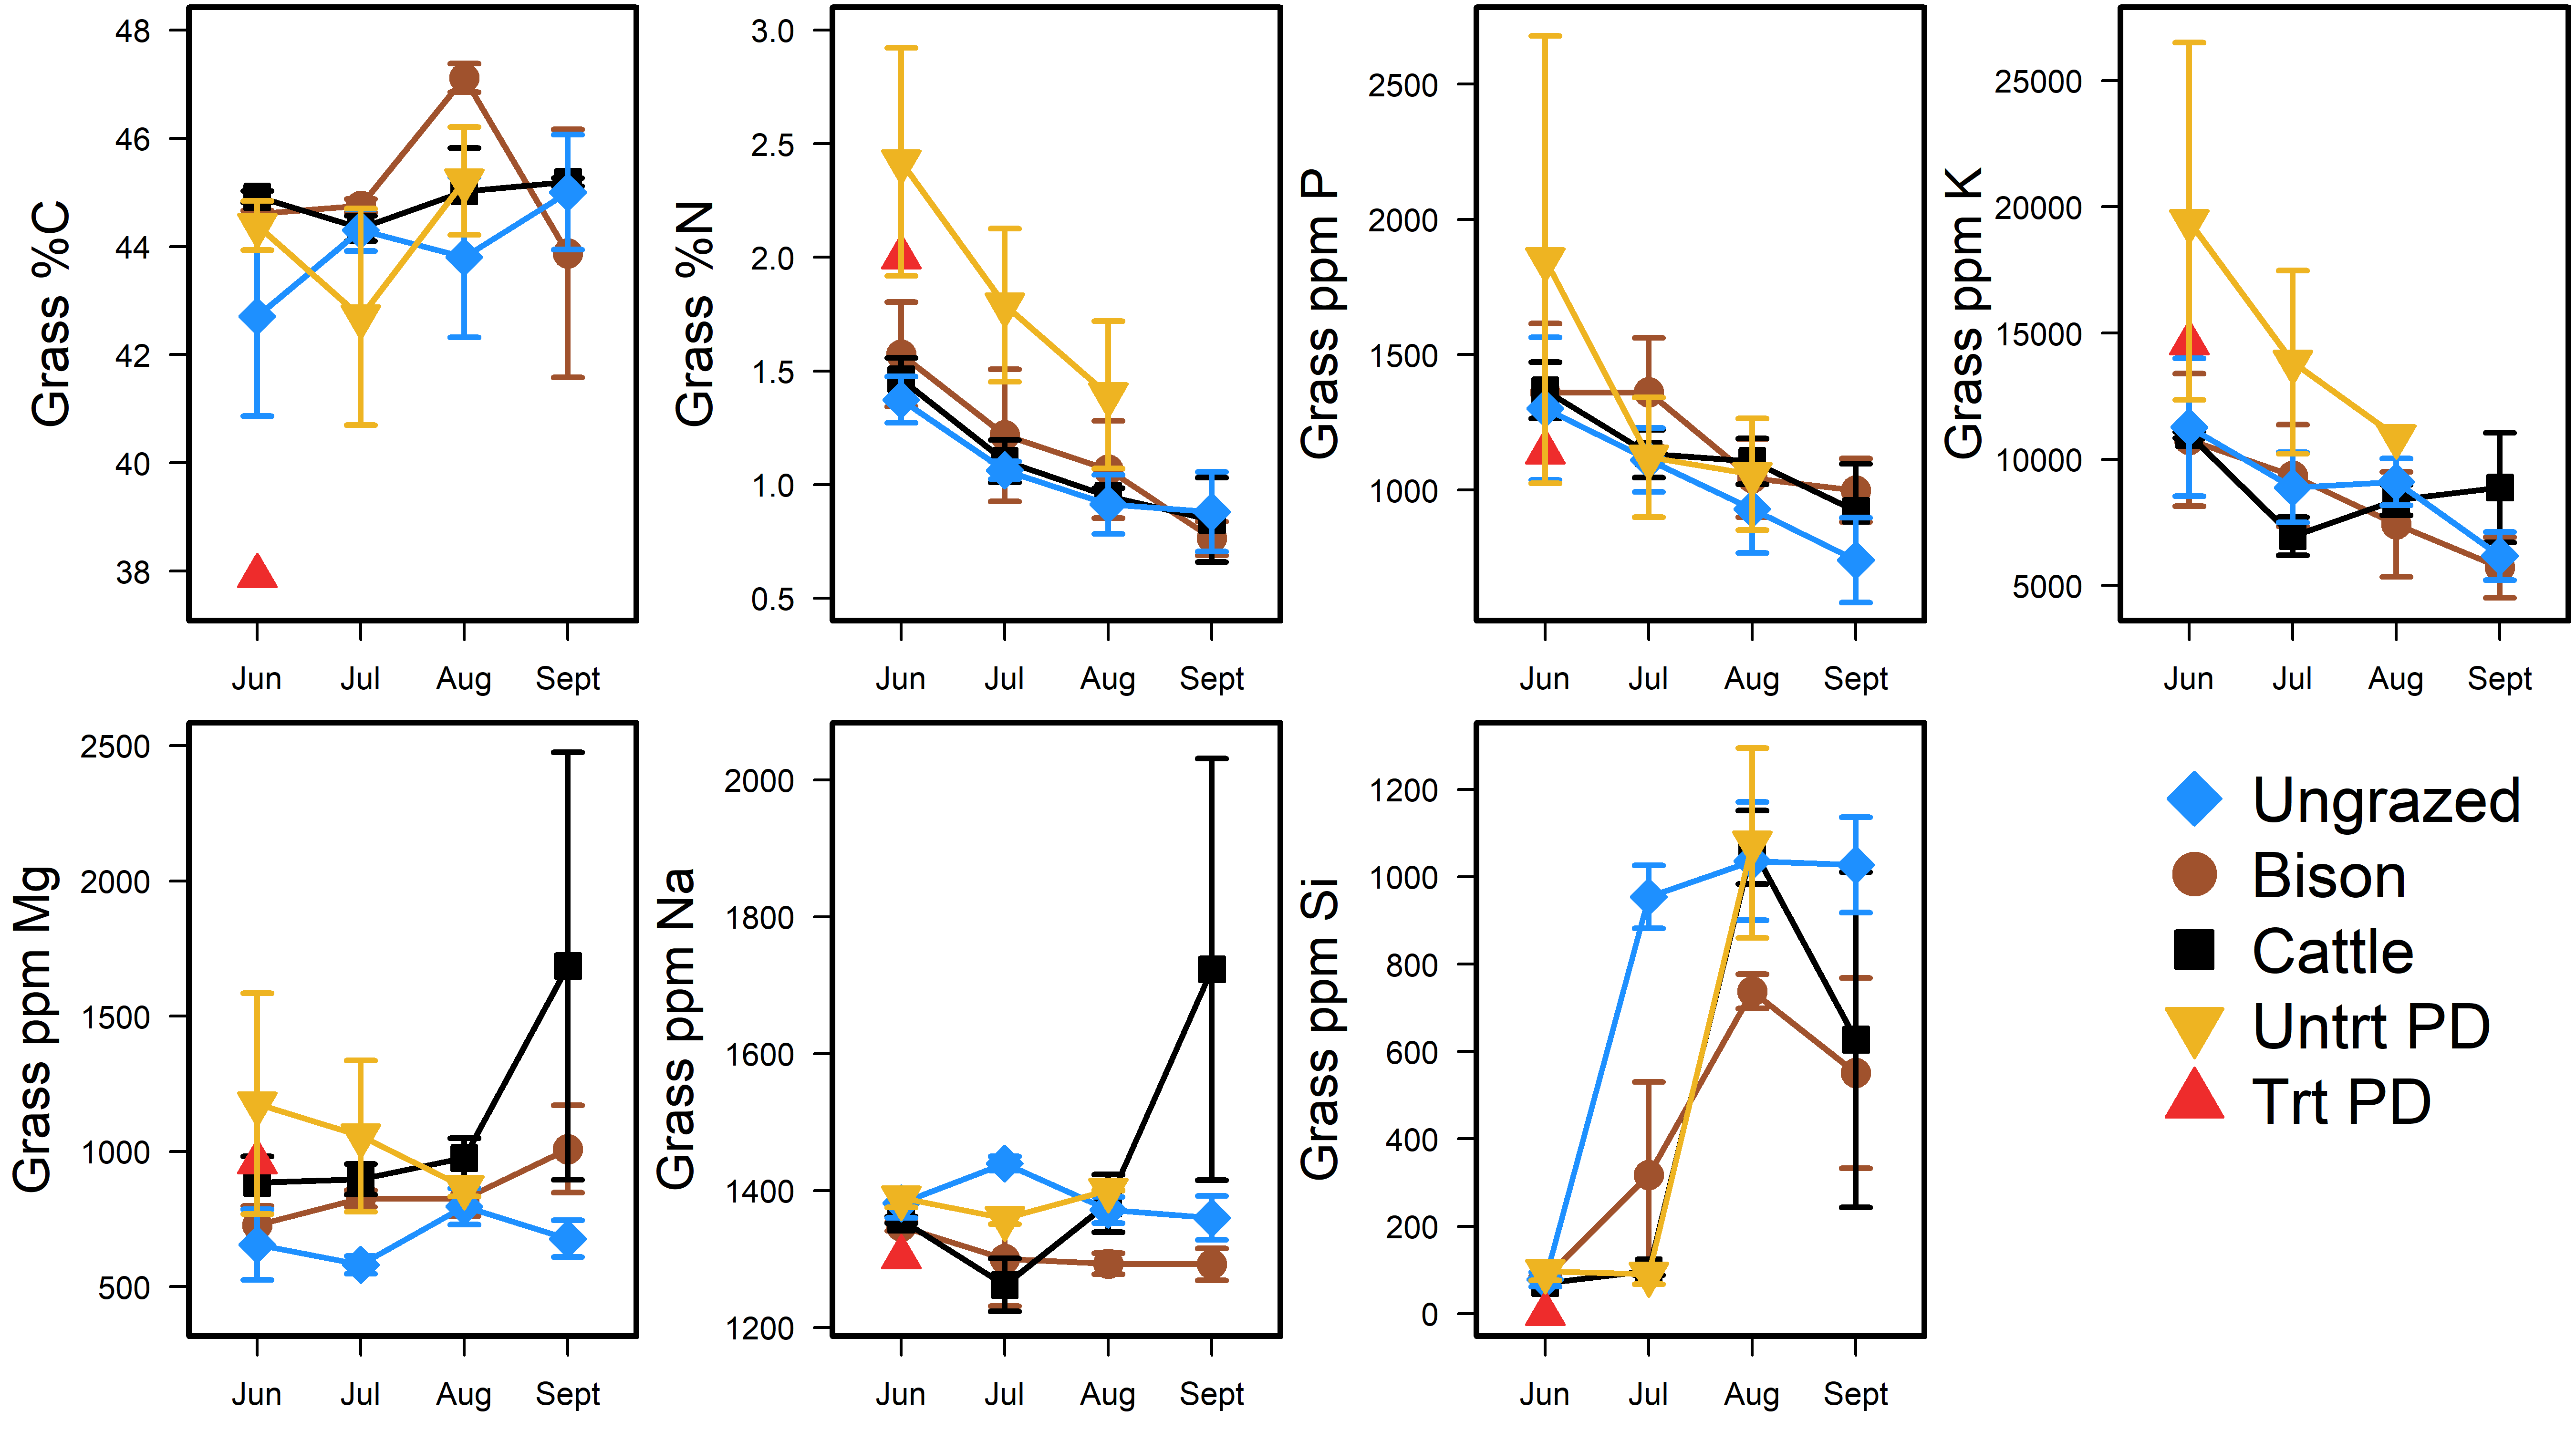 Grass %C
48
46
44
42
40
38
Jun Jul Aug Sept
Grass %N
3.0
2.5
2.0
1.5
1.0
0.5
Jun Jul Aug Sept
Grass ppm P
2500
2000
1500
1000
Jun Jul Aug Sept
Grass ppm K
25000
20000
15000
10000
5000
Jun Jul Aug Sept
Grass ppm Mg
2500
2000
1500
1000
500
Jun Jul Aug Sept
Grass ppm Na
2000
1800
1600
1400
1200
Jun Jul Aug Sept
Grass ppm Si
1200
1000
800
600
400
200
0
Jun Jul Aug Sept
Ungrazed
Bison
Cattle
Untrt PD
Trt PD